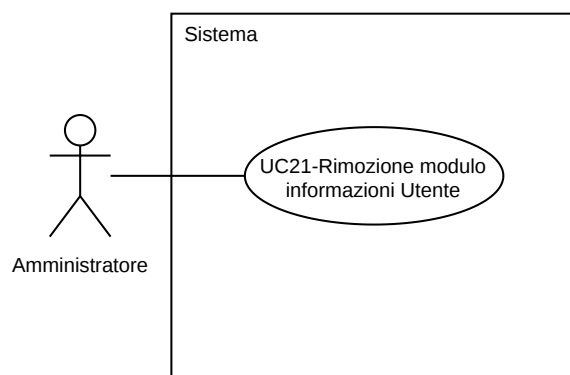 Sistema
UC21-Rimozione modulo
informazioni Utente
Amministratore